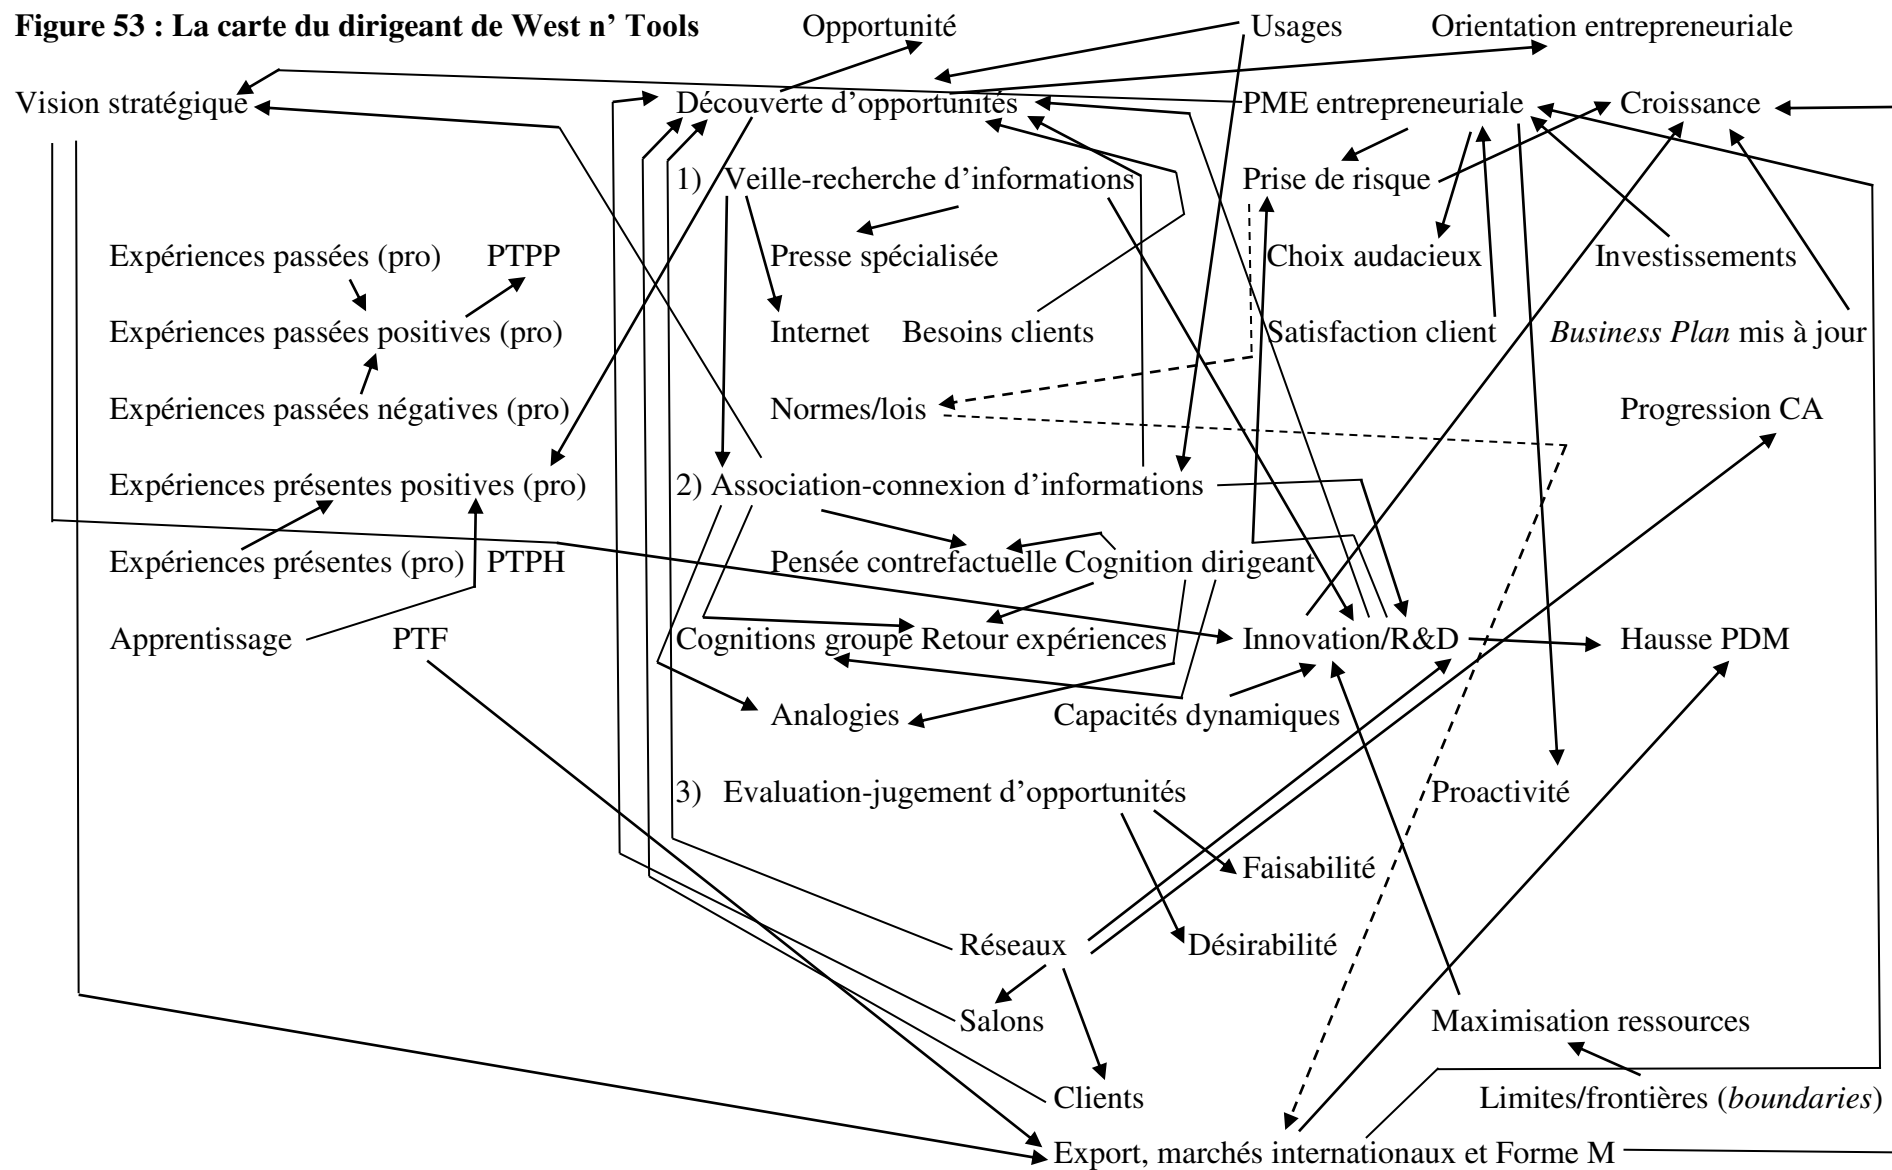 Figure 53 : La carte du dirigeant de West n’ Tools Opportunité Usages Orientation entrepreneuriale
Vision stratégique Découverte d’opportunités PME entrepreneuriale Croissance
1) Veille-recherche d’informations Prise de risque
Expériences passées (pro) PTPP Presse spécialisée Choix audacieux Investissements
Expériences passées positives (pro) Internet Besoins clients Satisfaction client Business Plan mis à jour
Expériences passées négatives (pro) Normes/lois Progression CA
Expériences présentes positives (pro) 2) Association-connexion d’informations
Expériences présentes (pro) PTPH Pensée contrefactuelle Cognition dirigeant
Apprentissage PTF Cognitions groupe Retour expériences Innovation/R&D Hausse PDM
Analogies Capacités dynamiques
3) Evaluation-jugement d’opportunités Proactivité
Faisabilité
Réseaux Désirabilité
Salons Maximisation ressources
Clients Limites/frontières (boundaries)
Export, marchés internationaux et Forme M